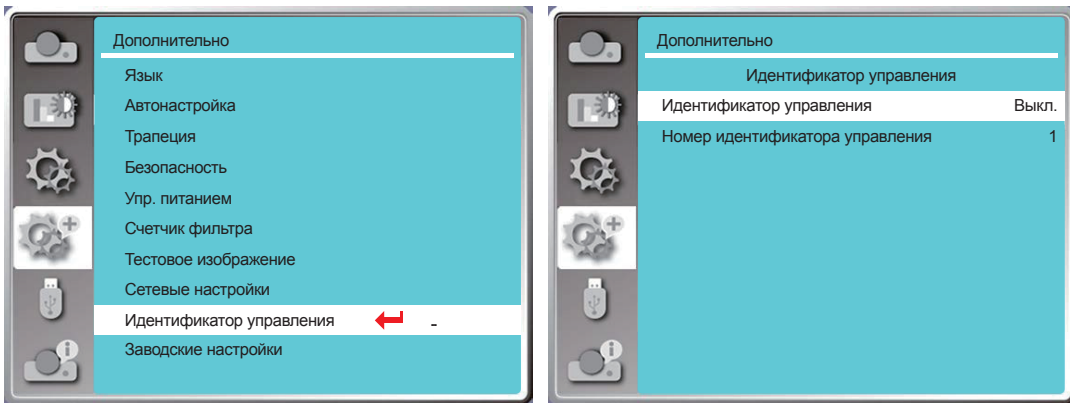 Дополнительно
Язык
Автонастройка
Трапеция
Безопасность
Упр. питанием
Счетчик фильтра
Тестовое изображение
Сетевые настройки
Идентификатор управления -
Заводские настройки
Дополнительно
Идентификатор управления
Идентификатор управления Выкл.
Номер идентификатора управления 1